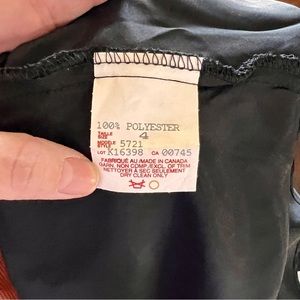 100% POLYESTER
TAILLE
SIZE 4
MODELE
STYLE 5721
LOT K16398 CA 00745
FABRIQUÉ AU/MADE IN CANADA
GARN. NON COMP./EXCL. OF TRIM
NETTOYER À SEC SEULEMENT
DRY CLEAN ONLY